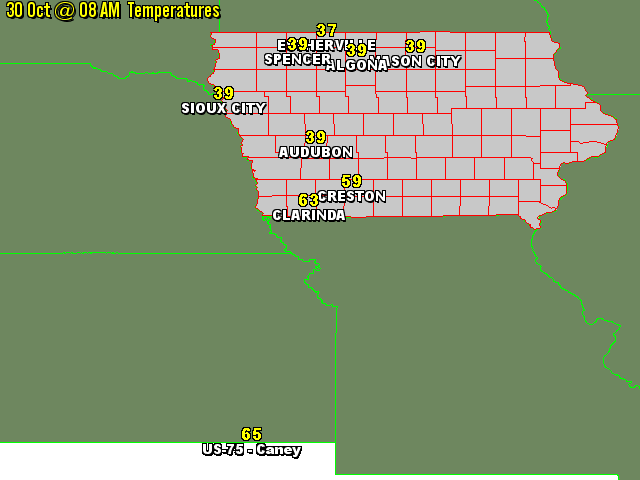 30 Oct @ 08 AM Temperatures
37
ESTHERVILLE
39
SPENCER
39
ALGONA
39
MASON CITY
39
SIOUX CITY
39
AUDUBON
59
CRESTON
63
CLARINDA
65
US-75 - Caney